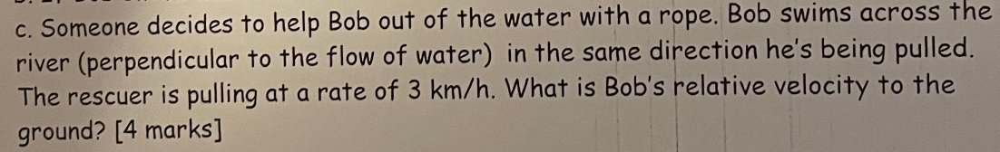 c. Someone decides to help Bob out of the water with a rope. Bob swims across the
river (perpendicular to the flow of water) in the same direction he's being pulled.
The rescuer is pulling at a rate of 3 km/h. What is Bob's relative velocity to the
ground? [4 marks]